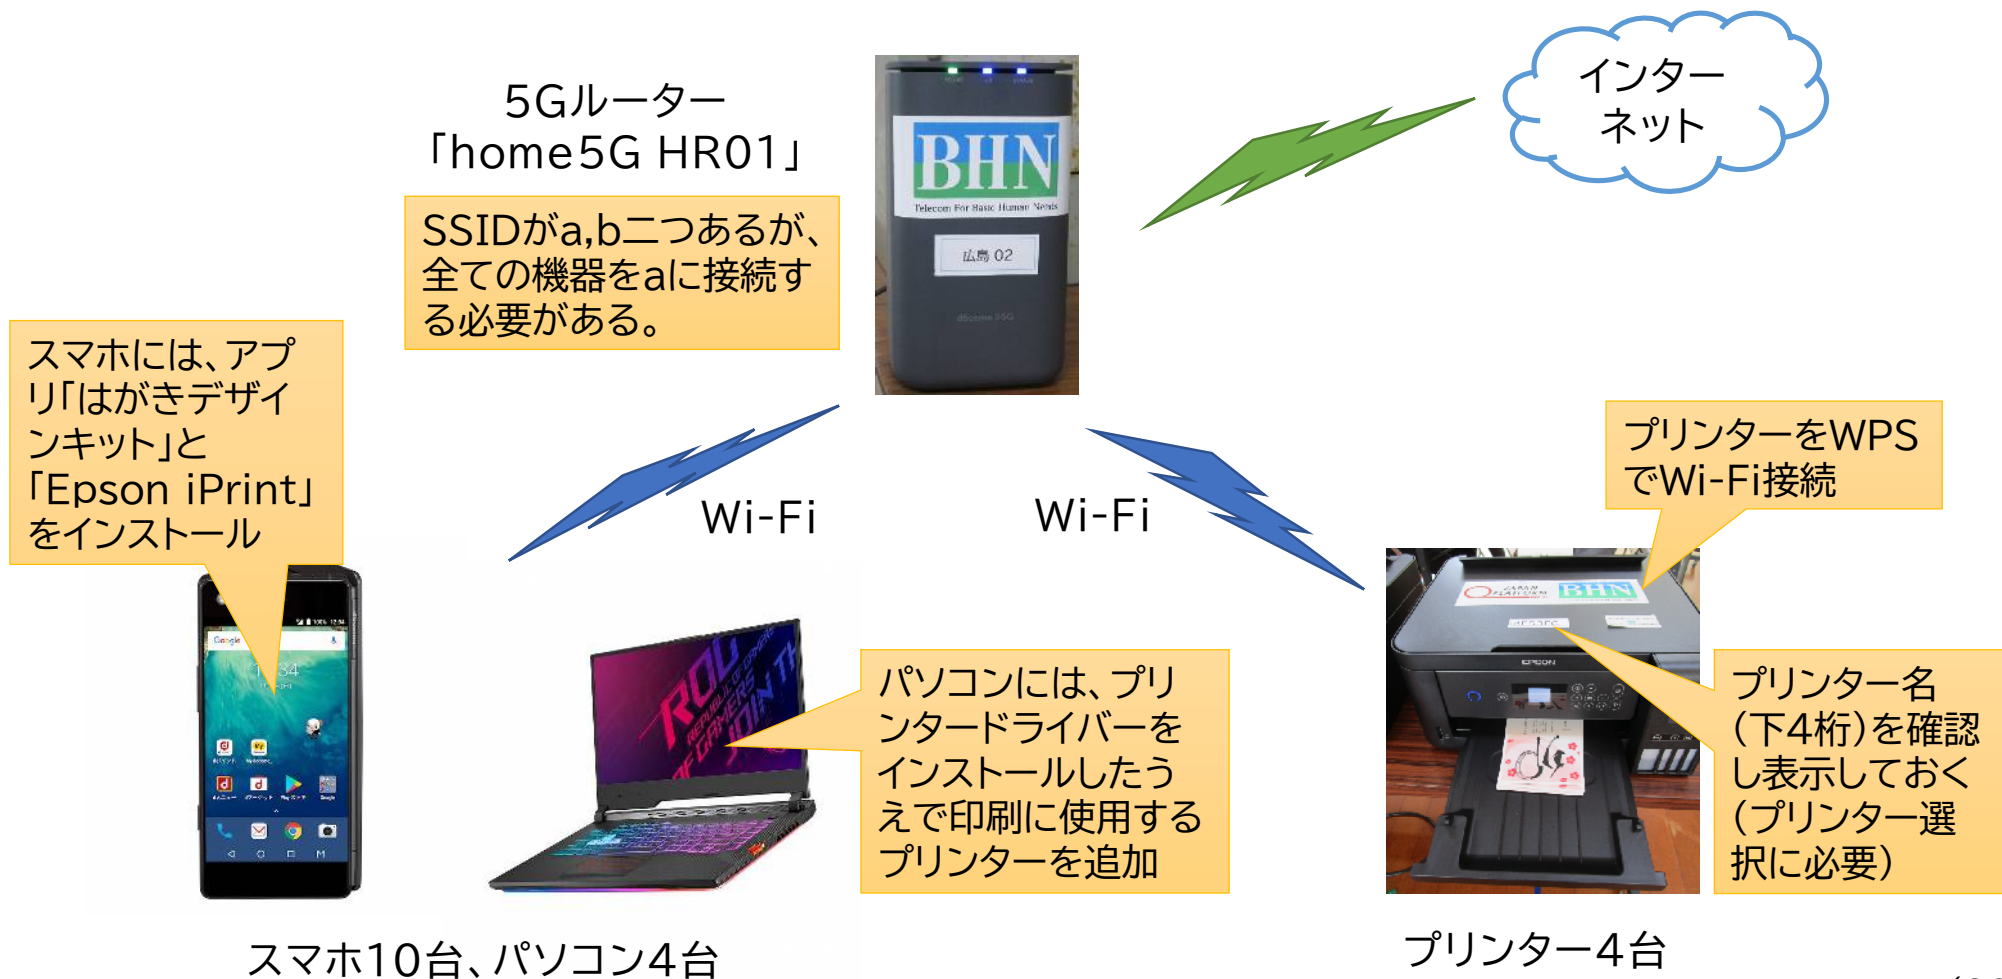 インター
ネット
5Gルーター
「home5G HR01」
SSIDがa,b二つあるが、
全ての機器をaに接続す
る必要がある。
BHN
Telecom For Basic Human Needs
広島 02
スマホには、アプ
リ「はがきデザイ
ンキット」と
「Epson iPrint」
をインストール
Wi-Fi
Wi-Fi
プリンターをWPS
でWi-Fi接続
Google
パソコンには、プリ
ンタードライバーを
インストールしたう
えで印刷に使用する
プリンターを追加
ROG
REPUBLIC OF GAMERS
JAPAN
PLATFORM
BHN
EPSON
プリンター名
(下4桁)を確認
し表示しておく
(プリンター選
択に必要)
スマホ10台、パソコン4台
プリンター4台